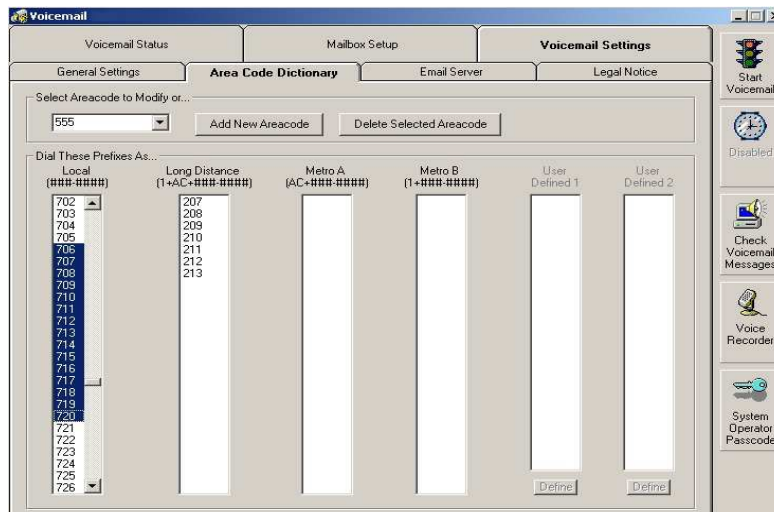 Voicemail
Voicemail Status
Mailbox Setup
Voicemail Settings
General Settings
Area Code Dictionary
Email Server
Legal Notice
Select Areacode to Modify or...
555
Add New Areacode
Delete Selected Areacode
Dial These Prefixes As...
Local
(###-####)
702
703
704
705
706
707
708
709
710
711
712
713
714
715
716
717
718
719
720
721
722
723
724
725
726
Long Distance
(1+AC+###-####)
207
208
209
210
211
212
213
Metro A
(AC+###-####)
Metro B
(1+###-####)
User
Defined 1
Define
User
Defined 2
Define
Start
Voicemail
Disabled
Check
Voicemail
Messages
Voice
Recorder
System
Operator
Passcode